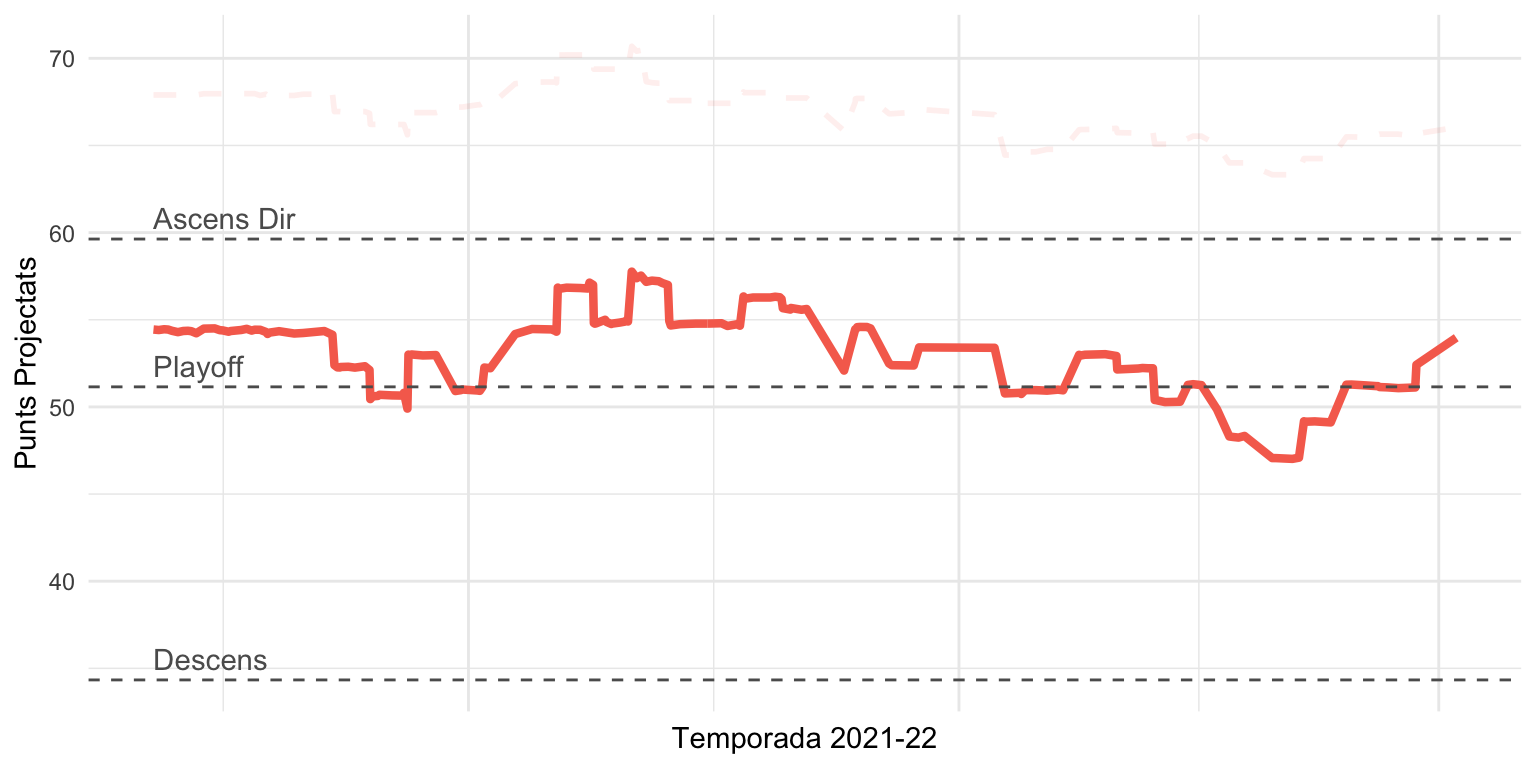 70
Ascens Dir
60
Punts Projectats
Playoff
50
40
Descens
Temporada 2021-22